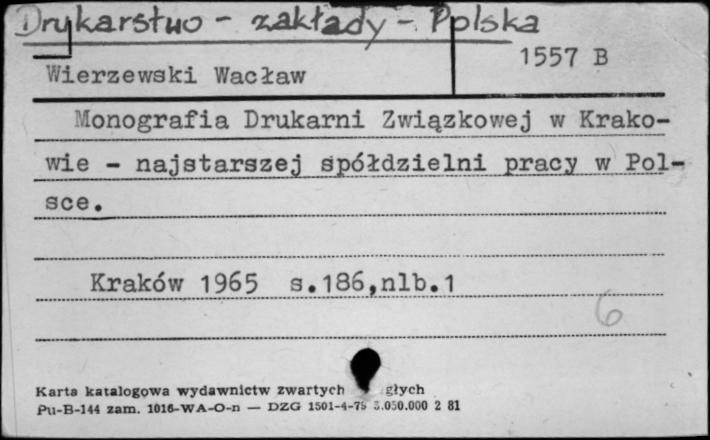 Drukarstwo - zakłady - Polska
1557 B
Wierzewski Wacław
Monografia Drukarni Związkowej w Krako-
wie - najstarszej spółdzielni pracy w Pol-
sce.
Kraków 1965 s.186,nlb.1
6
Karta katalogowa wydawnictw zwartych głych
Pu-B-144 zam. 1016-WA-O-n — DZG 1501-4-79 5.050.000 2 81